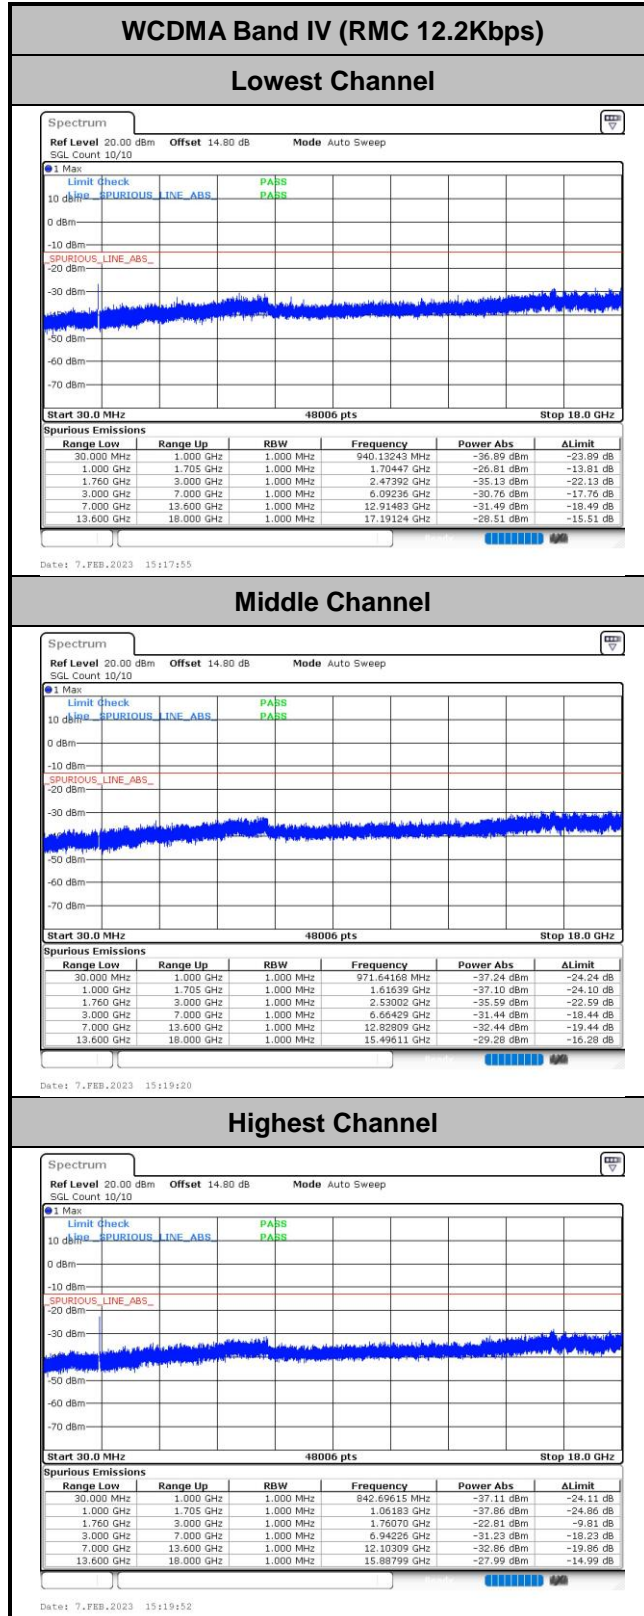 WCDMA Band IV (RMC 12.2Kbps)
Lowest Channel
Spectrum
Ref Level 20.00 dBm Offset 14.80 dB Mode Auto Sweep
SGL Count 10/10
1 Max
Limit Check PASS
10 dBm Line _SPURIOUS_LINE_ABS_ PASS
0 dBm
-10 dBm
_SPURIOUS_LINE_ABS_
-20 dBm
-30 dBm
-50 dBm
-60 dBm
-70 dBm
Start 30.0 MHz 48006 pts Stop 18.0 GHz
Spurious Emissions
Range Low Range Up RBW Frequency Power Abs ΔLimit
30.000 MHz 1.000 GHz 1.000 MHz 940.13243 MHz -36.89 dBm -23.89 dB
1.000 GHz 1.705 GHz 1.000 MHz 1.70447 GHz -26.81 dBm -13.81 dB
1.760 GHz 3.000 GHz 1.000 MHz 2.47392 GHz -35.13 dBm -22.13 dB
3.000 GHz 7.000 GHz 1.000 MHz 6.09236 GHz -30.76 dBm -17.76 dB
7.000 GHz 13.600 GHz 1.000 MHz 12.91483 GHz -31.49 dBm -18.49 dB
13.600 GHz 18.000 GHz 1.000 MHz 17.19124 GHz -28.51 dBm -15.51 dB
Ready
Date: 7.FEB.2023 15:17:55
Middle Channel
Spectrum
Ref Level 20.00 dBm Offset 14.80 dB Mode Auto Sweep
SGL Count 10/10
1 Max
Limit Check PASS
10 dBm Line _SPURIOUS_LINE_ABS_ PASS
0 dBm
-10 dBm
_SPURIOUS_LINE_ABS_
-20 dBm
-30 dBm
-50 dBm
-60 dBm
-70 dBm
Start 30.0 MHz 48006 pts Stop 18.0 GHz
Spurious Emissions
Range Low Range Up RBW Frequency Power Abs ΔLimit
30.000 MHz 1.000 GHz 1.000 MHz 971.64168 MHz -37.24 dBm -24.24 dB
1.000 GHz 1.705 GHz 1.000 MHz 1.61639 GHz -37.10 dBm -24.10 dB
1.760 GHz 3.000 GHz 1.000 MHz 2.53002 GHz -35.59 dBm -22.59 dB
3.000 GHz 7.000 GHz 1.000 MHz 6.66429 GHz -31.44 dBm -18.44 dB
7.000 GHz 13.600 GHz 1.000 MHz 12.82809 GHz -32.44 dBm -19.44 dB
13.600 GHz 18.000 GHz 1.000 MHz 15.49611 GHz -29.28 dBm -16.28 dB
Ready
Date: 7.FEB.2023 15:19:20
Highest Channel
Spectrum
Ref Level 20.00 dBm Offset 14.80 dB Mode Auto Sweep
SGL Count 10/10
1 Max
Limit Check PASS
10 dBm Line _SPURIOUS_LINE_ABS_ PASS
0 dBm
-10 dBm
_SPURIOUS_LINE_ABS_
-20 dBm
-30 dBm
-50 dBm
-60 dBm
-70 dBm
Start 30.0 MHz 48006 pts Stop 18.0 GHz
Spurious Emissions
Range Low Range Up RBW Frequency Power Abs ΔLimit
30.000 MHz 1.000 GHz 1.000 MHz 842.69615 MHz -37.11 dBm -24.11 dB
1.000 GHz 1.705 GHz 1.000 MHz 1.06183 GHz -37.86 dBm -24.86 dB
1.760 GHz 3.000 GHz 1.000 MHz 1.76070 GHz -22.81 dBm -9.81 dB
3.000 GHz 7.000 GHz 1.000 MHz 6.94226 GHz -31.23 dBm -18.23 dB
7.000 GHz 13.600 GHz 1.000 MHz 12.10309 GHz -32.86 dBm -19.86 dB
13.600 GHz 18.000 GHz 1.000 MHz 15.88799 GHz -27.99 dBm -14.99 dB
Date: 7.FEB.2023 15:19:52